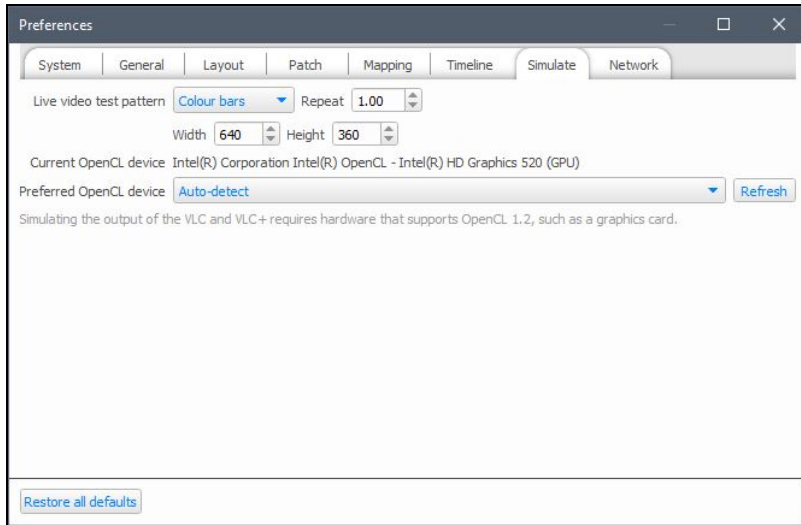 Preferences
System General Layout Patch Mapping Timeline Simulate Network
Live video test pattern Colour bars Repeat 1.00
Width 640 Height 360
Current OpenCL device Intel(R) Corporation Intel(R) OpenCL - Intel(R) HD Graphics 520 (GPU)
Preferred OpenCL device Auto-detect Refresh
Simulating the output of the VLC and VLC+ requires hardware that supports OpenCL 1.2, such as a graphics card.
Restore all defaults